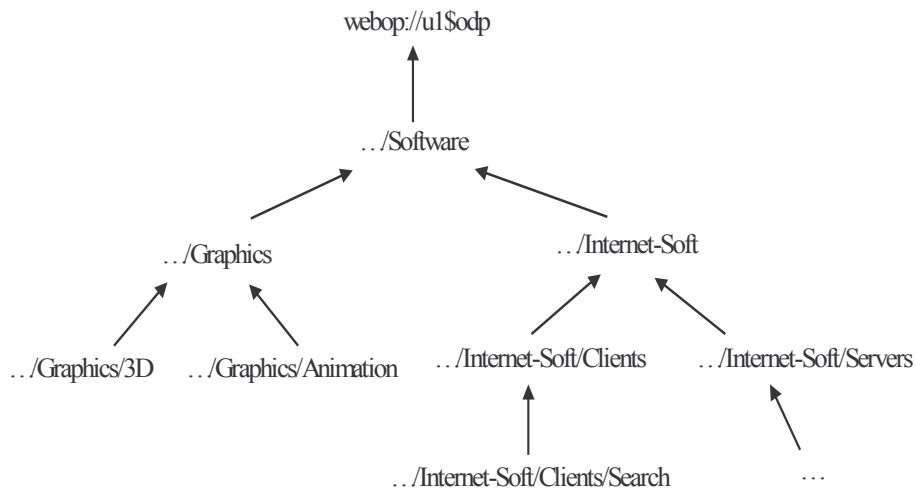 webop://u1$odp
…/Software
…/Graphics
…/Internet-Soft
…/Graphics/3D
…/Graphics/Animation
…/Internet-Soft/Clients
…/Internet-Soft/Servers
…/Internet-Soft/Clients/Search
…